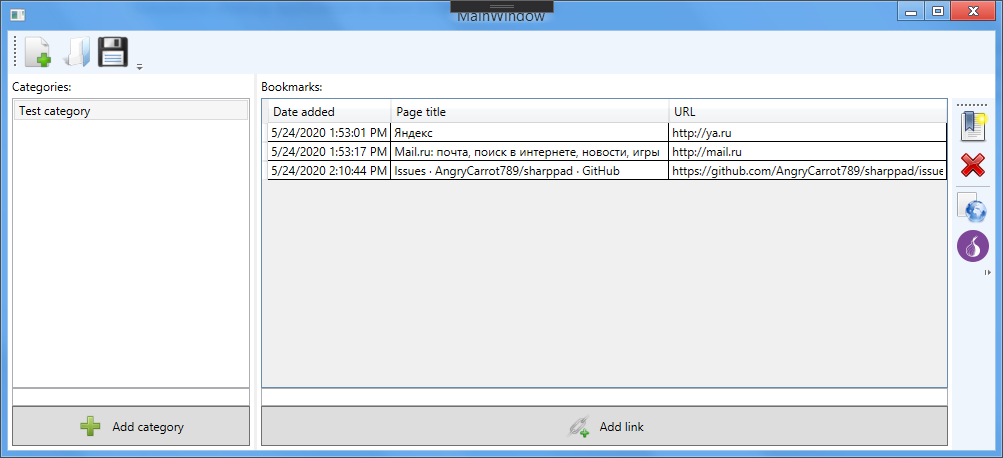 MainWindow
Categories:
Test category
Add category
Bookmarks:
Date added Page title URL
5/24/2020 1:53:01 PM Яндекс http://ya.ru
5/24/2020 1:53:17 PM Mail.ru: почта, поиск в интернете, новости, игры http://mail.ru
5/24/2020 2:10:44 PM Issues · AngryCarrot789/sharppad · GitHub https://github.com/AngryCarrot789/sharppad/issue
Add link